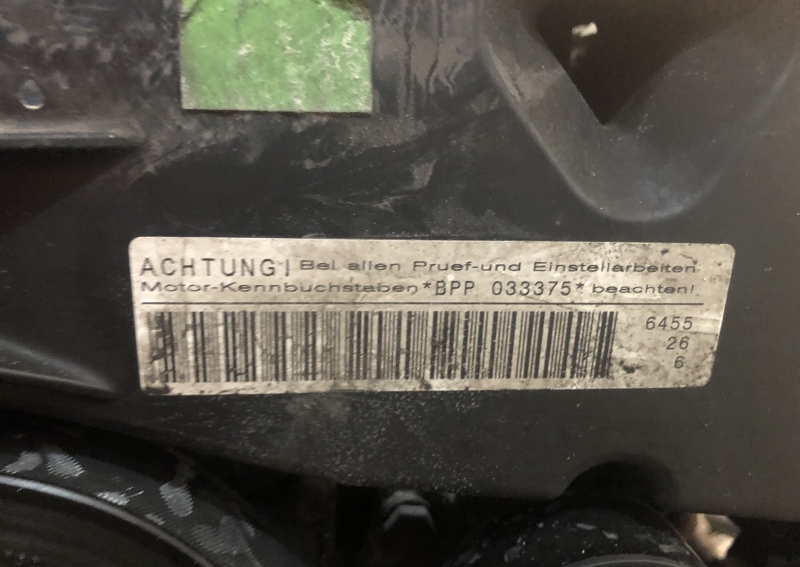 ACHTUNG! Bei allen Pruef-und Einstellarbeiten
Motor-Kennbuchstaben *BPP 033375* beachten!
6455
26
6